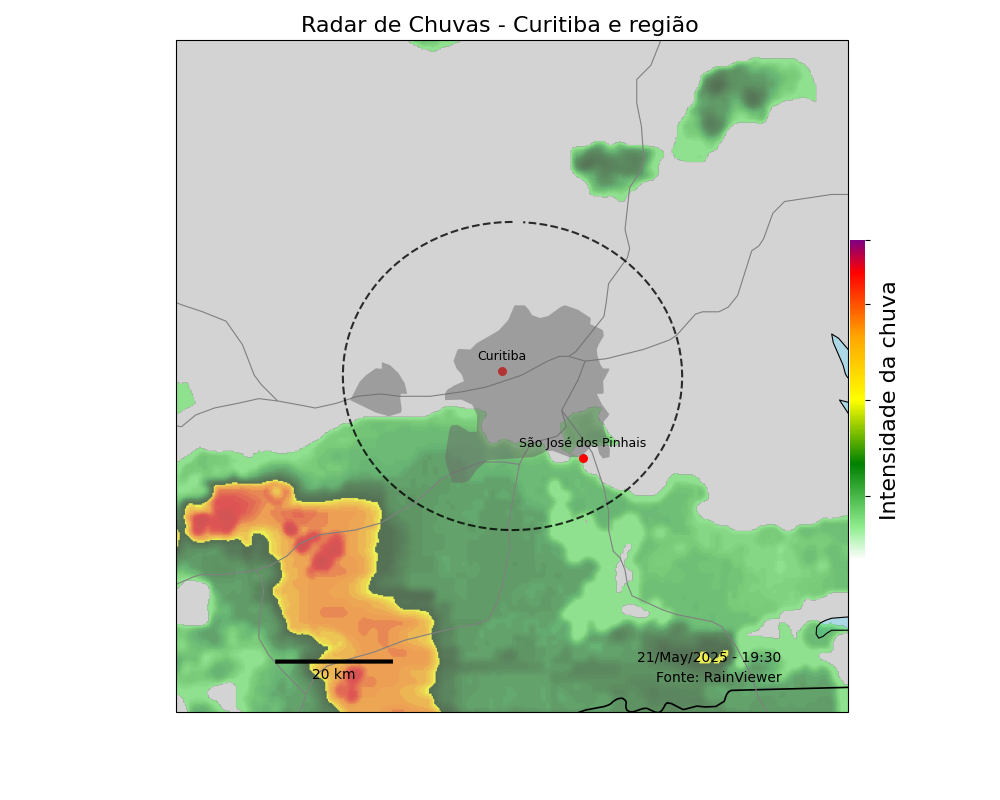 Radar de Chuvas - Curitiba e região
Curitiba
São José dos Pinhais
Intensidade da chuva
21/May/2025 - 19:30
Fonte: RainViewer
20 km